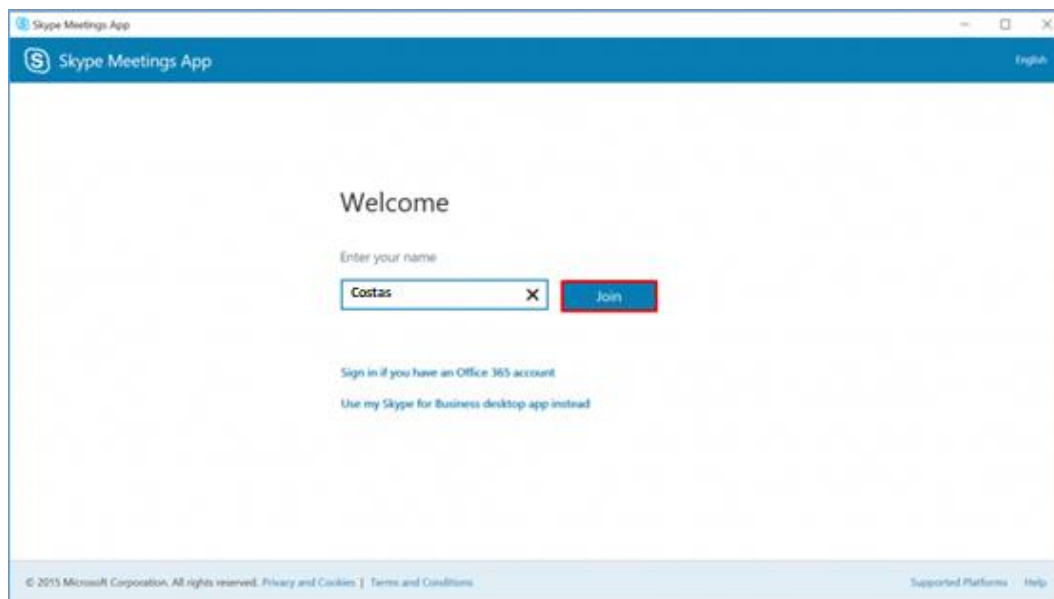 Skype Meetings App
Skype Meetings App
English
Welcome
Enter your name
Costas
Join
Sign in if you have an Office 365 account
Use my Skype for Business desktop app instead
© 2015 Microsoft Corporation. All rights reserved. Privacy and Cookies | Terms and Conditions
Supported Platforms Help